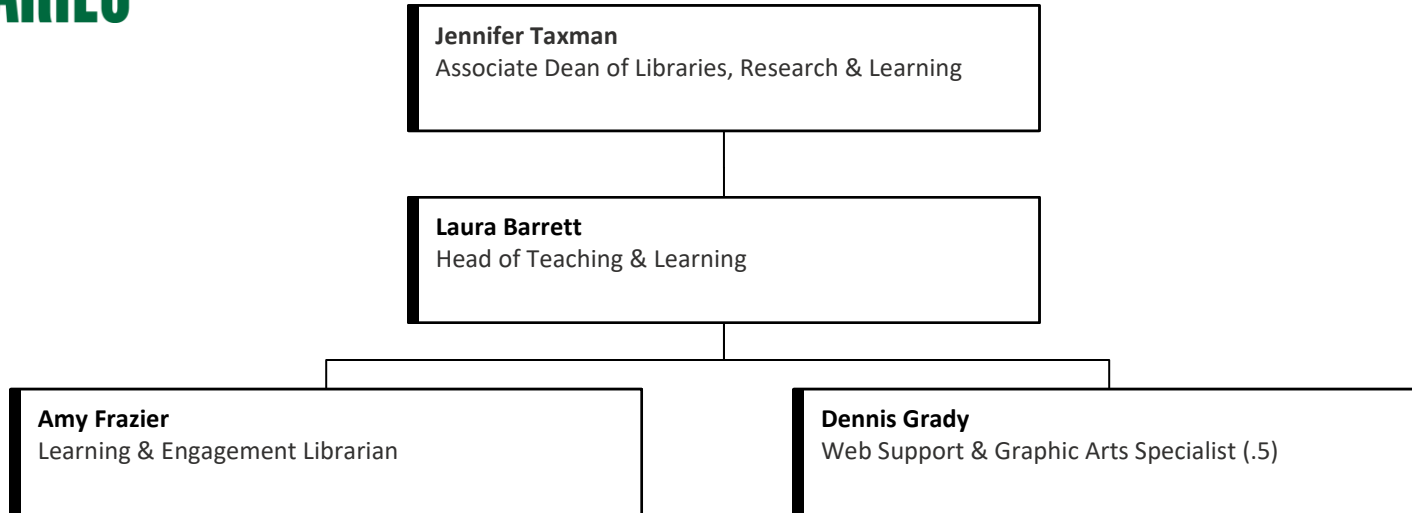 Jennifer Taxman
Associate Dean of Libraries, Research & Learning
Laura Barrett
Head of Teaching & Learning
Amy Frazier
Learning & Engagement Librarian
Dennis Grady
Web Support & Graphic Arts Specialist (.5)